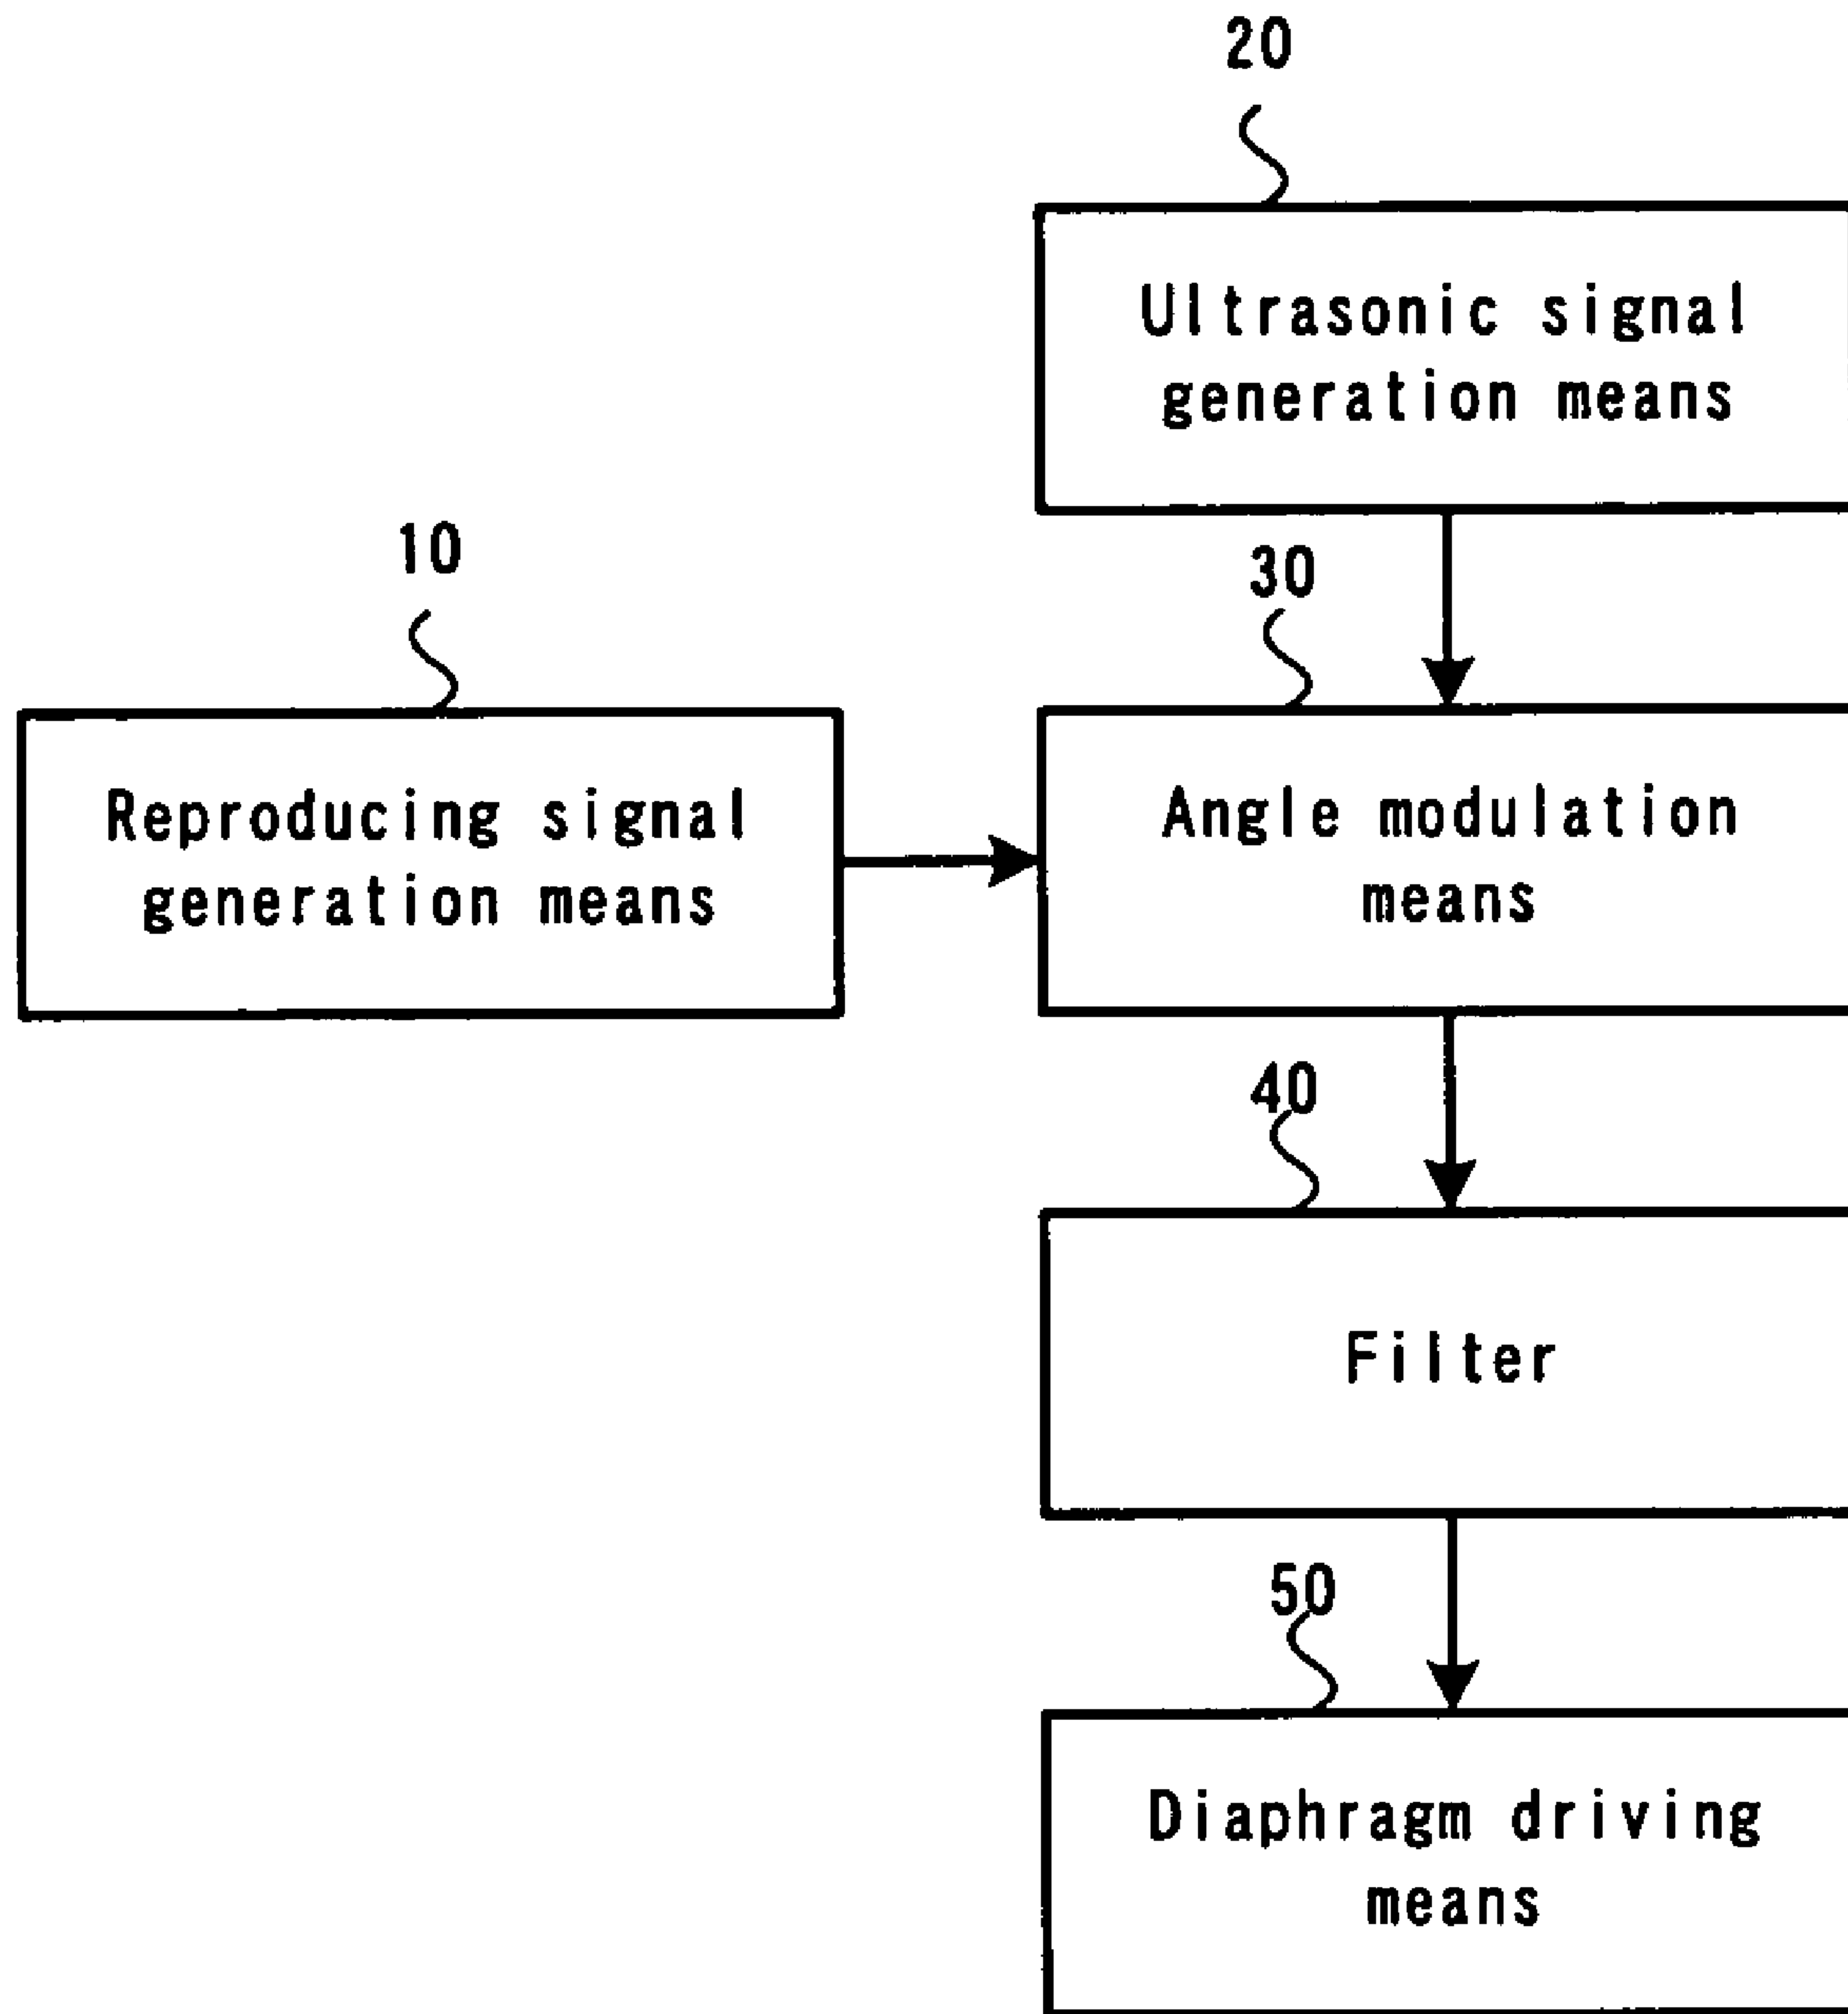 20
Ultrasonic signal
generation means
10
30
Reproducing signal
generation means
Angle modulation
means
40
Filter
50
Diaphragm driving
means